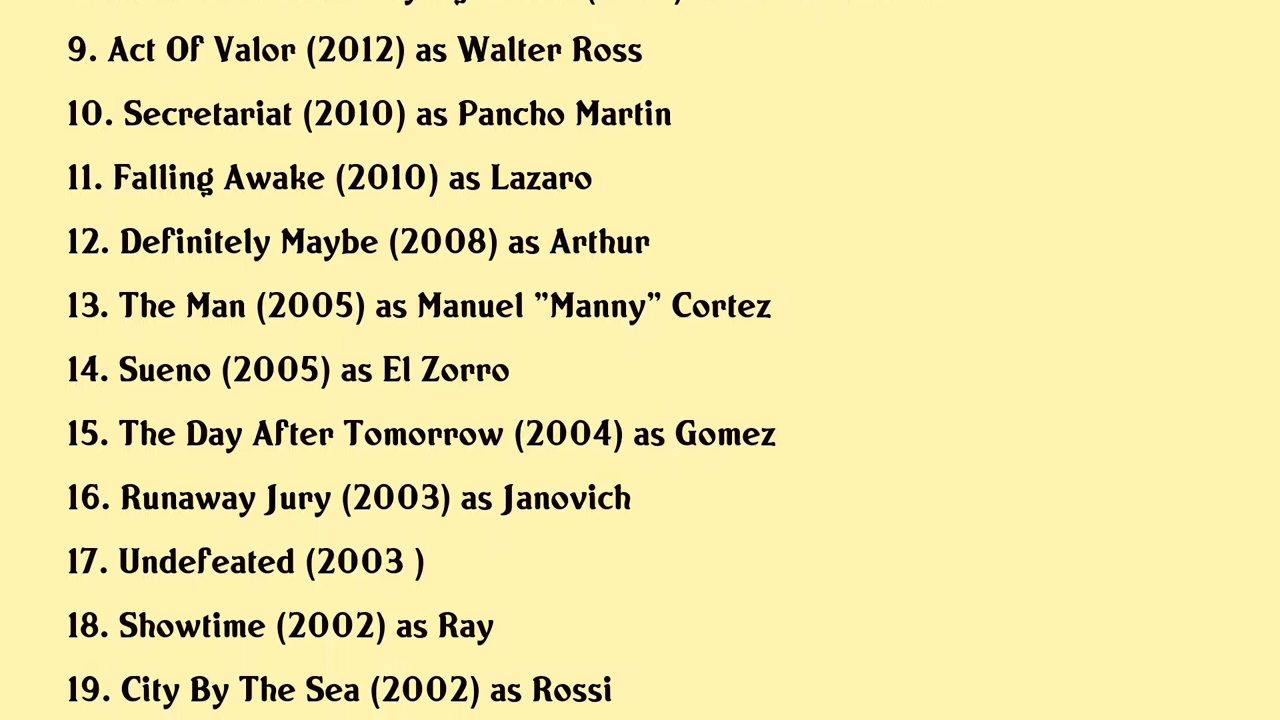 9. Act Of Valor (2012) as Walter Ross
10. Secretariat (2010) as Pancho Martin
11. Falling Awake (2010) as Lazaro
12. Definitely Maybe (2008) as Arthur
13. The Man (2005) as Manuel "Manny" Cortez
14. Sueno (2005) as El Zorro
15. The Day After Tomorrow (2004) as Gomez
16. Runaway Jury (2003) as Janovich
17. Undefeated (2003 )
18. Showtime (2002) as Ray
19. City By The Sea (2002) as Rossi